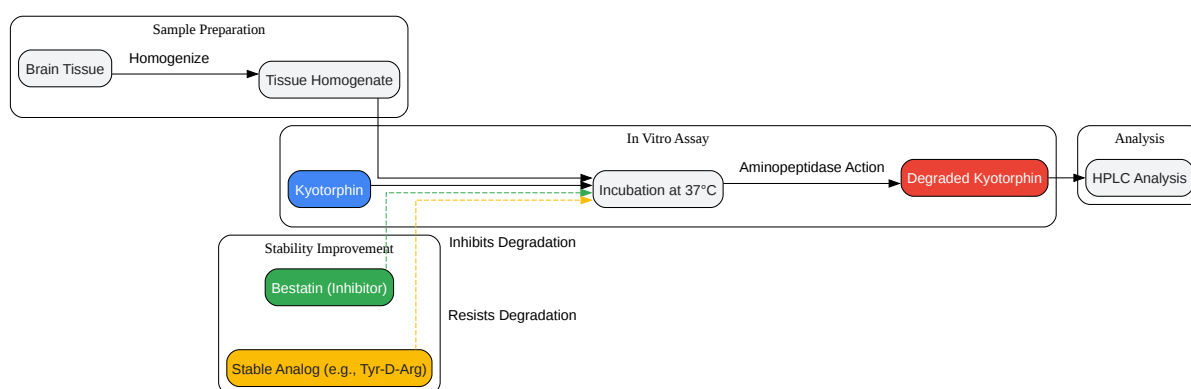 Sample Preparation
Brain Tissue
Homogenize
Tissue Homogenate
In Vitro Assay
Kyotorphin
Incubation at 37°C
Aminopeptidase Action
Degraded Kyotorphin
Analysis
HPLC Analysis
Stability Improvement
Inhibits Degradation
Bestatin (Inhibitor)
Resists Degradation
Stable Analog (e.g., Tyr-D-Arg)